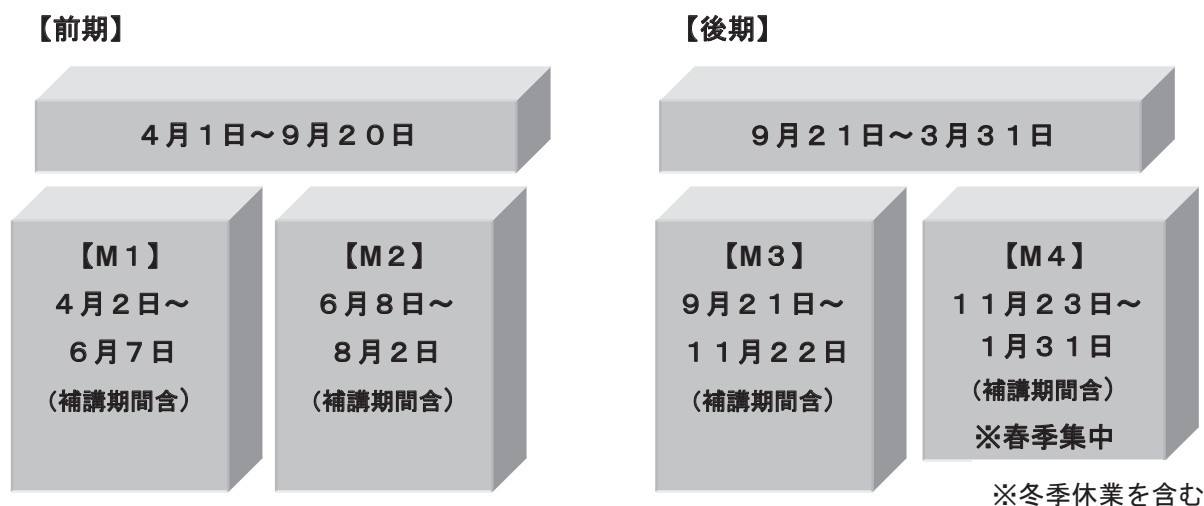 【前期】
4月1日～9月20日
【M1】
4月2日～
6月7日
（補講期間含）
【M2】
6月8日～
8月2日
（補講期間含）
【後期】
9月21日～3月31日
【M3】
9月21日～
11月22日
（補講期間含）
【M4】
11月23日～
1月31日
（補講期間含）
※春季集中
※冬季休業を含む